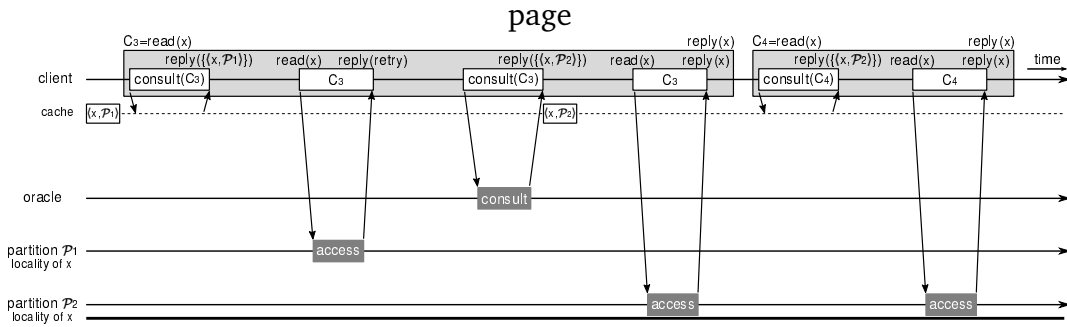 page
C3=read(x) reply(x) C4=read(x) reply(x)
reply({⟨x,𝒫1⟩}) read(x) reply(retry) reply({⟨x,𝒫2⟩}) read(x) reply(x) reply({⟨x,𝒫2⟩}) read(x) reply(x) time
client consult(C3) C3 consult(C3) C3 consult(C4) C4
cache ⟨x,𝒫1⟩ ⟨x,𝒫2⟩
oracle consult
partition 𝒫1 access
locality of x
partition 𝒫2 access access
locality of x